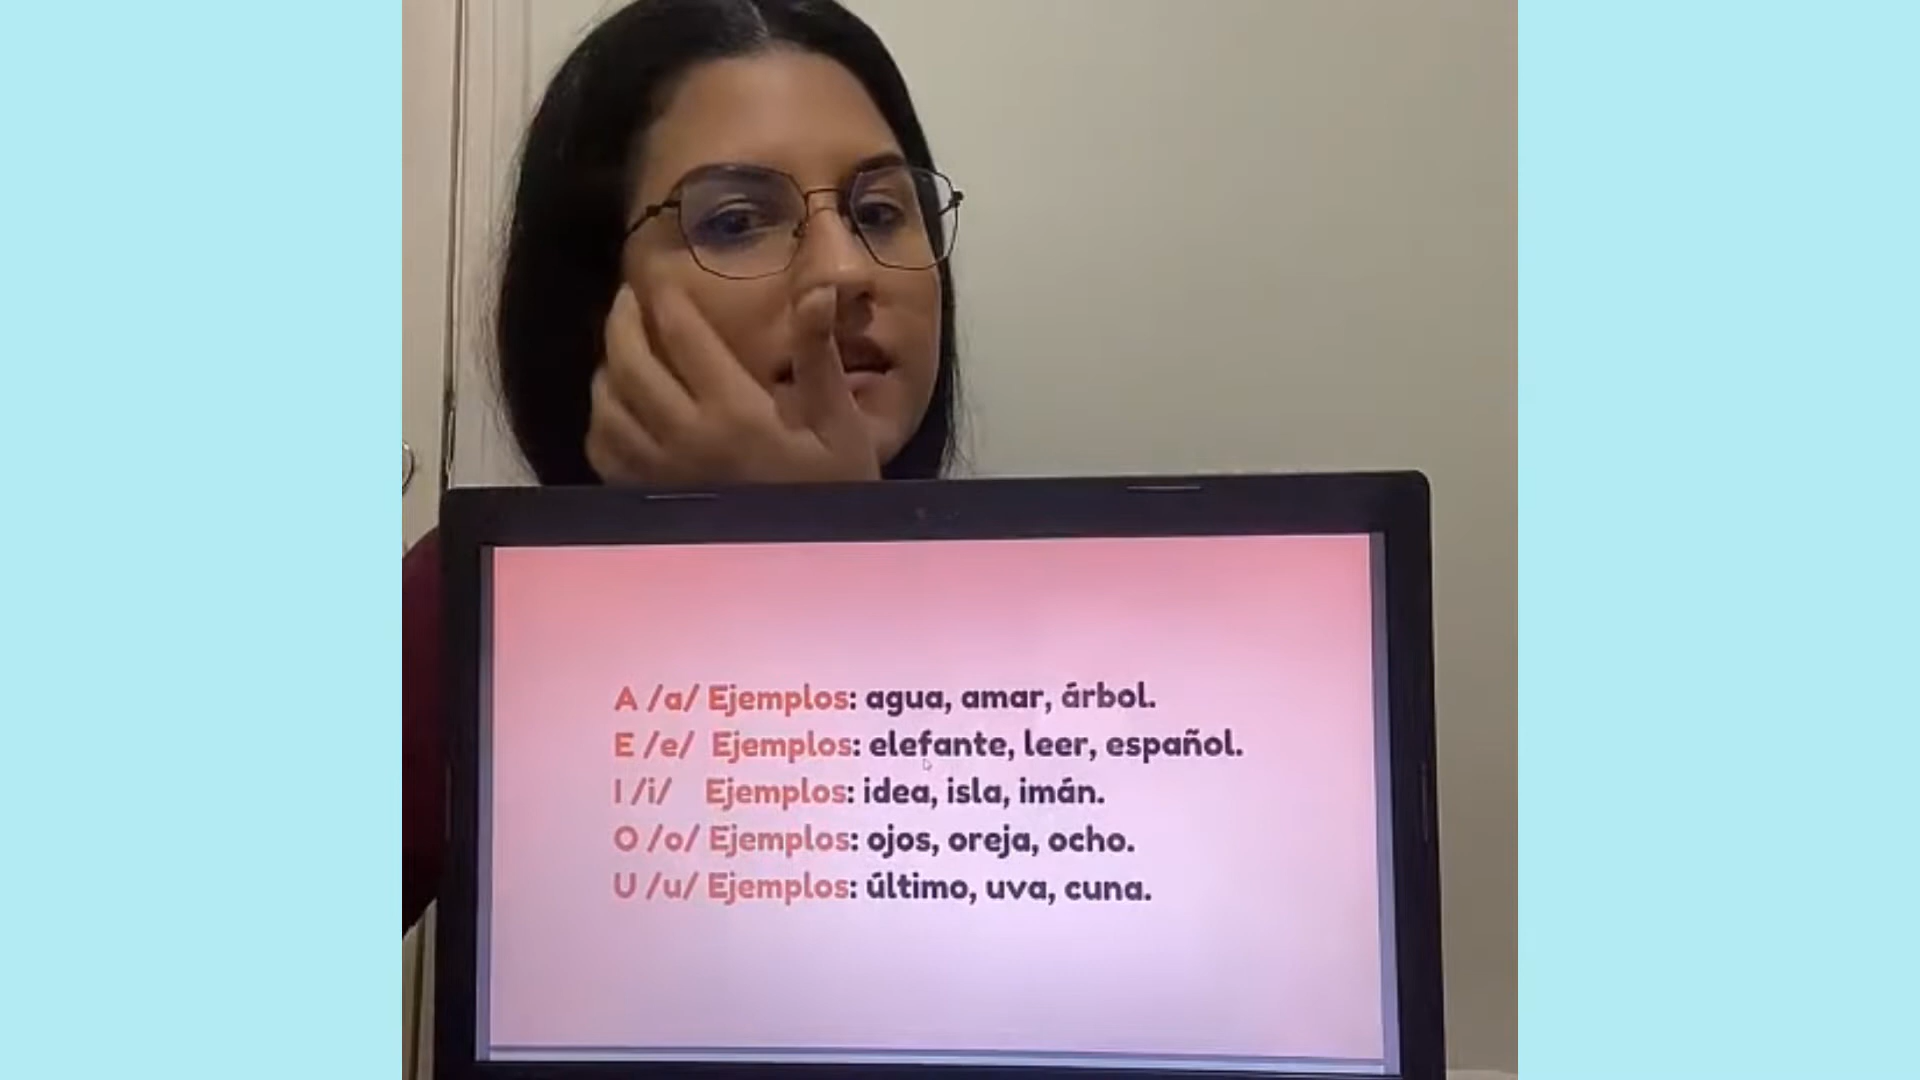 A /a/ Ejemplos: agua, amar, árbol.
E /e/ Ejemplos: elefante, leer, español.
I /i/ Ejemplos: idea, isla, imán.
O /o/ Ejemplos: ojos, oreja, ocho.
U /u/ Ejemplos: último, uva, cuna.